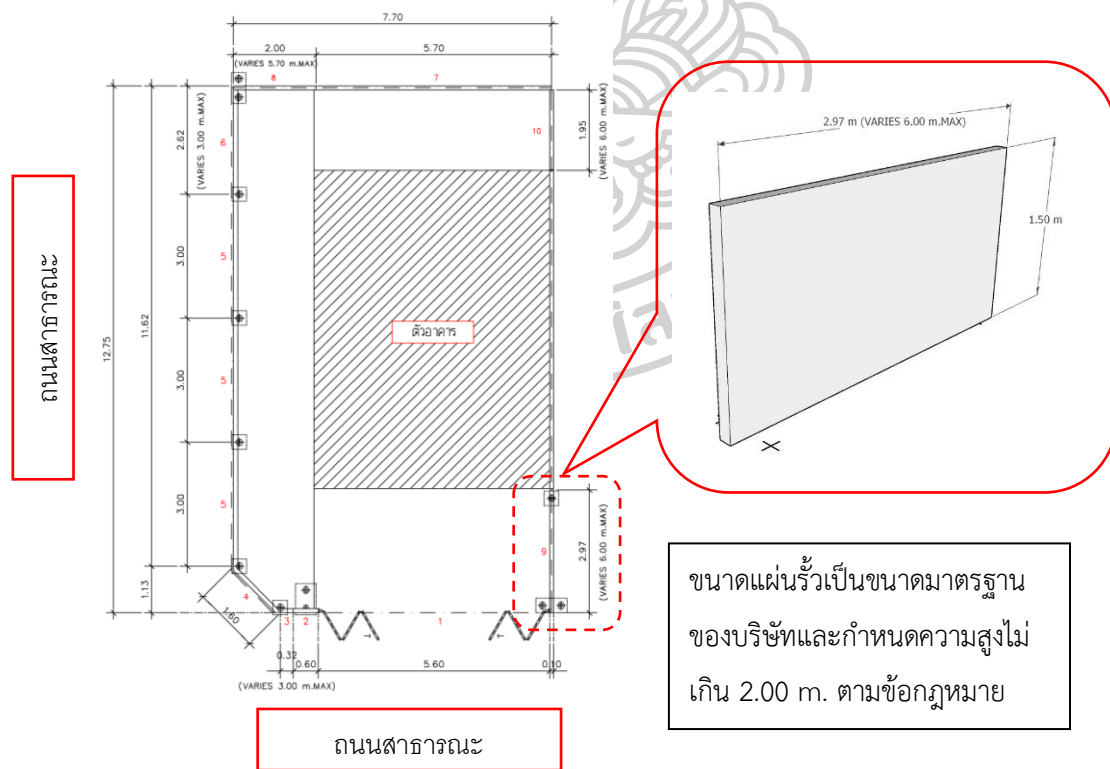 7.70
2.00
5.70
(VARIES 5.70 m.MAX)
8
7
2.62
(VARIES 3.00 m.MAX)
6
10
1.95
(VARIES 6.00 m.MAX)
3.00
5
12.75
11.62
3.00
5
3.00
5
ตัวอาคาร
ถนนสาธารณะ
1.13
4
1.60
3
2
1
9
2.97
(VARIES 6.00 m.MAX)
0.32
0.60
5.60
0.10
(VARIES 3.00 m.MAX)
ถนนสาธารณะ
2.97 m (VARIES 6.00 m.MAX)
1.50 m
ขนาดแผ่นรั้วเป็นขนาดมาตรฐาน
ของบริษัทและกำหนดความสูงไม่
เกิน 2.00 m. ตามข้อกฎหมาย